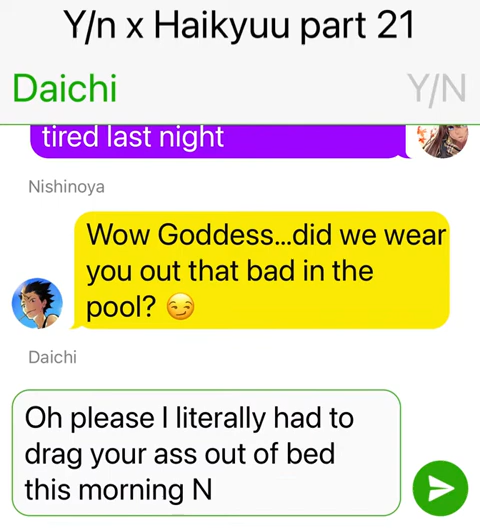 Y/n x Haikyuu part 21
Daichi
Y/N
tired last night
Nishinoya
Wow Goddess...did we wear
you out that bad in the
pool? 😏
Daichi
Oh please I literally had to
drag your ass out of bed
this morning N